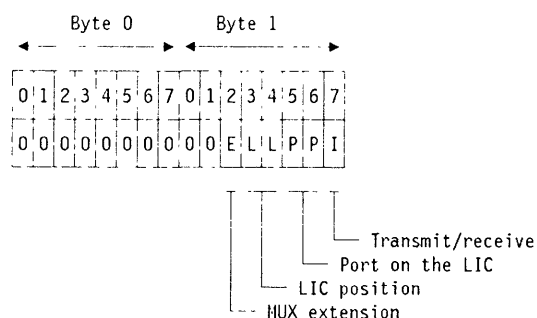 Byte 0 Byte 1
0 1 2 3 4 5 6 7 0 1 2 3 4 5 6 7
0 0 0 0 0 0 0 0 0 0 E L L P P I
Transmit/receive
Port on the LIC
LIC position
MUX extension